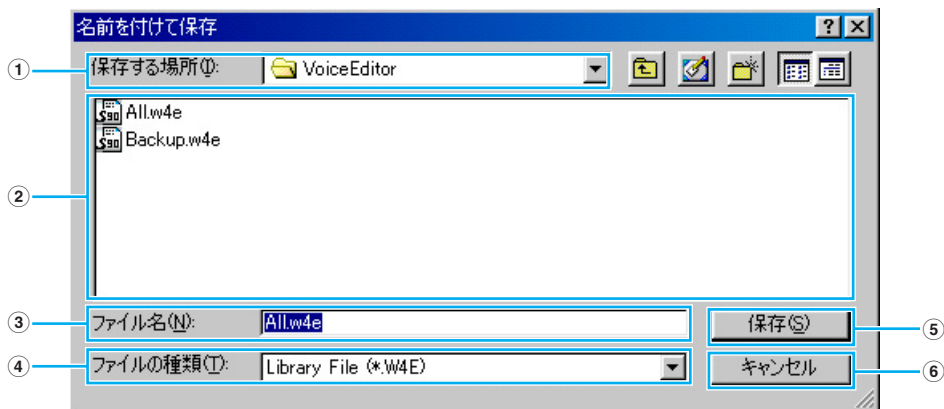 名前を付けて保存
① 保存する場所(I): VoiceEditor
② All.w4e
Backup.w4e
③ ファイル名(N): All.w4e 保存(S) ⑤
④ ファイルの種類(T): Library File (*.W4E) キャンセル ⑥